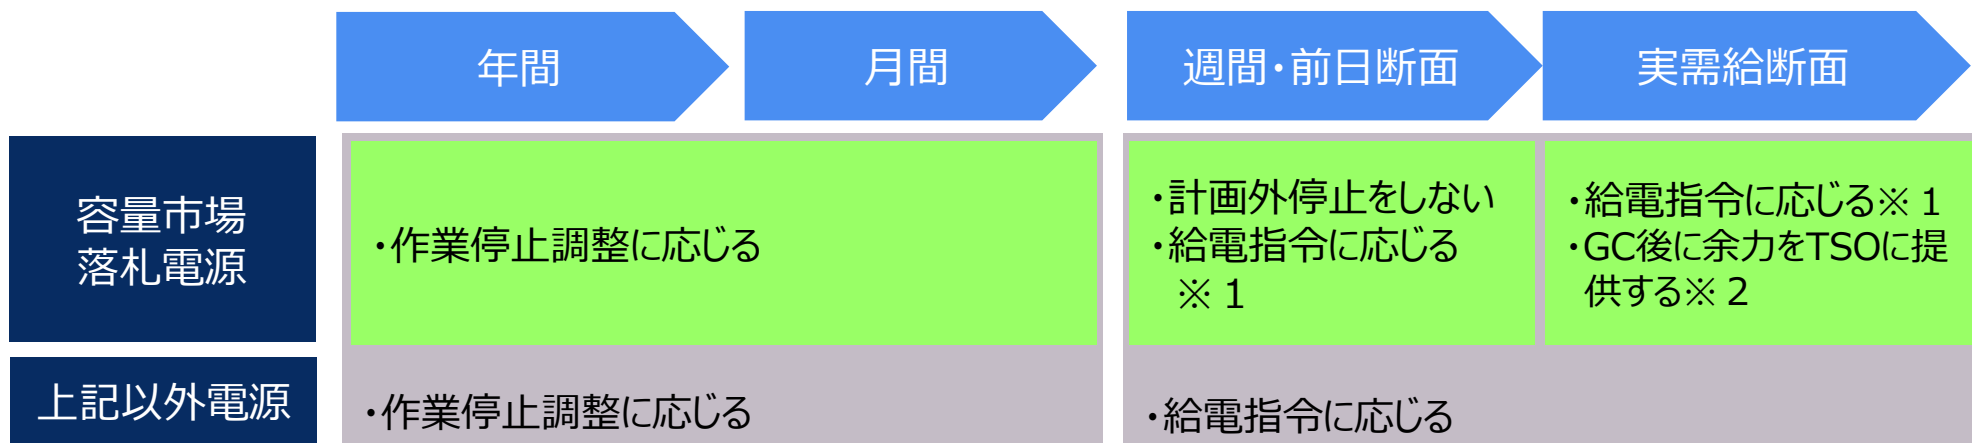 年間
月間
週間・前日断面
実需給断面
容量市場
落札電源
・作業停止調整に応じる
・計画外停止をしない
・給電指令に応じる
※１
・給電指令に応じる※１
・GC後に余力をTSOに提
供する※２
上記以外電源
・作業停止調整に応じる
・給電指令に応じる